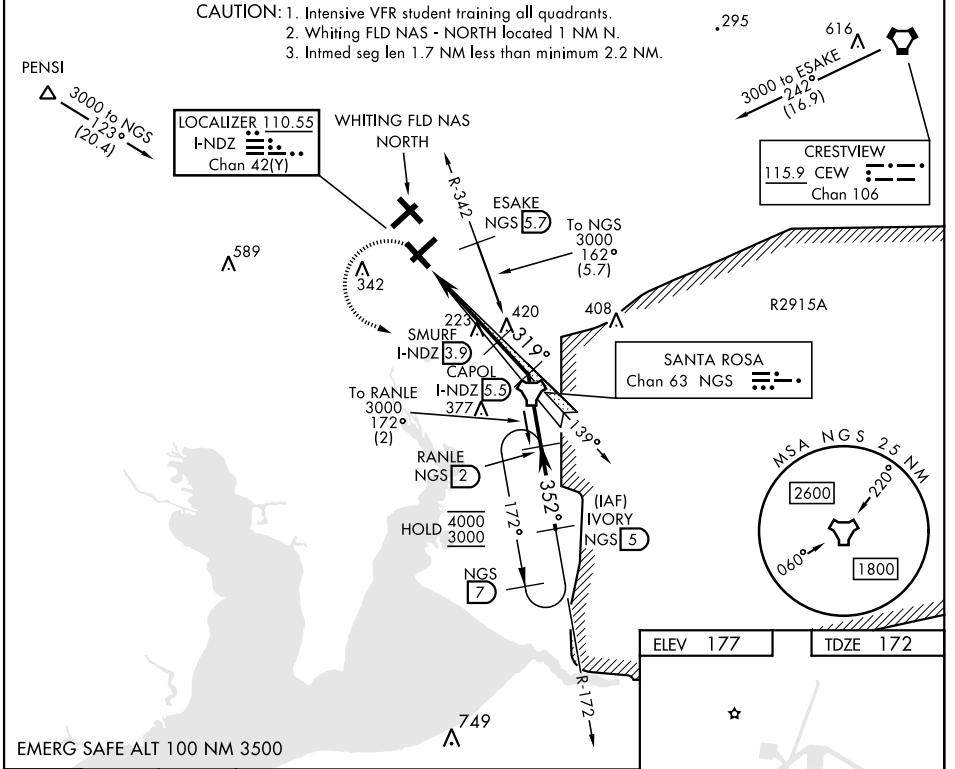 CAUTION: 1. Intensive VFR student training all quadrants.
2. Whiting FLD NAS - NORTH located 1 NM N.
3. Intmed seg len 1.7 NM less than minimum 2.2 NM.
.295
616
PENSI
3000 to NGS
123°
(20.4)
LOCALIZER 110.55
I-NDZ
Chan 42(Y)
WHITING FLD NAS
NORTH
3000 to ESAKE
242°
(16.9)
CRESTVIEW
115.9 CEW
Chan 106
R-342
ESAKE
NGS 5.7
To NGS
3000
162°
(5.7)
589
342
420
408
R2915A
223
319°
SMURF
I-NDZ 3.9
CAPOL
I-NDZ 5.5
377
SANTA ROSA
Chan 63 NGS
To RANLE
3000
172°
(2)
139°
RANLE
NGS 2
MSA NGS 25 NM
2600
220°
060°
1800
HOLD 4000
3000
172°
352°
(IAF)
IVORY
NGS 5
NGS
7
R-172
ELEV 177
TDZE 172
749
EMERG SAFE ALT 100 NM 3500